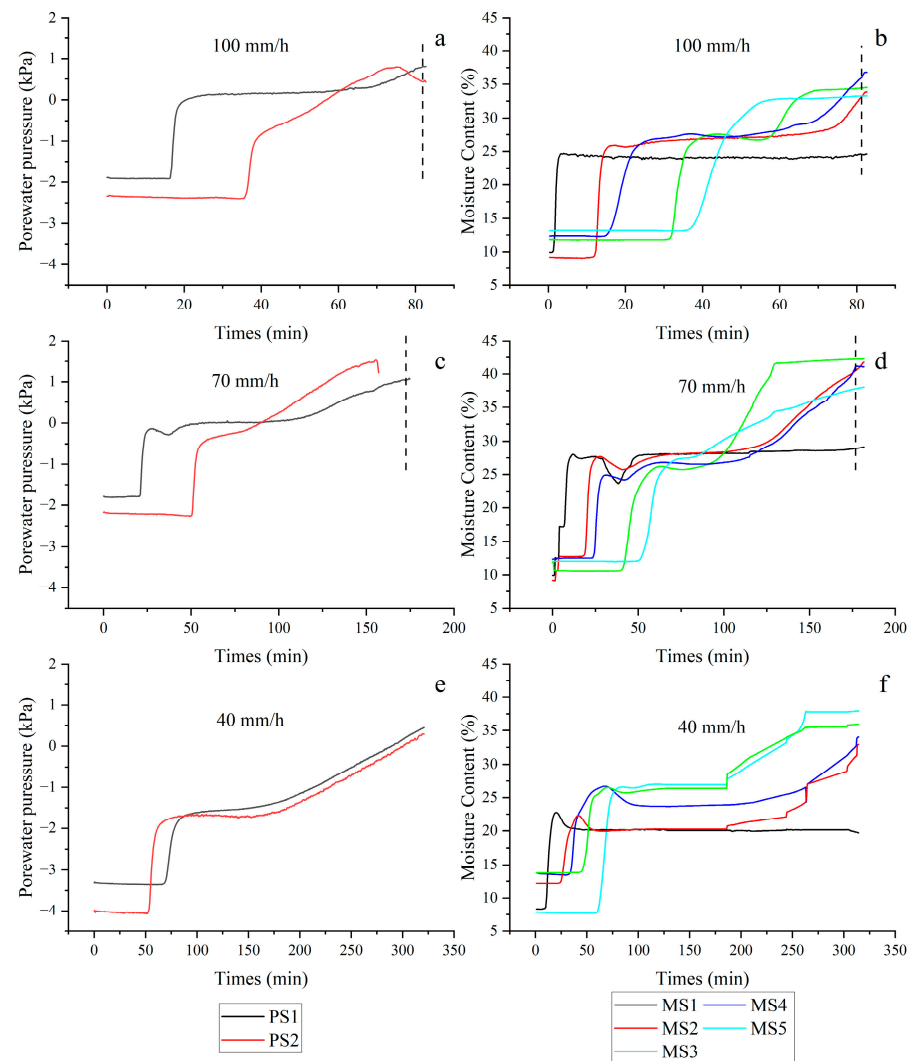 Porewater puressure (kPa)
2
1
0
−1
−2
−3
4
100 mm/h
a
0 20 40 60 80 100
Times (min)
Moisture Content (%)
45
40
35
30
25
20
15
10
5
100 mm/h
b
0 20 40 60 80
Times (min)
Porewater puressure (kPa)
2
1
0
−1
−2
−3
4
70 mm/h
c
0 50 100 150 200
Times (min)
Moisture Content (%)
45
40
35
30
25
20
15
10
5
70 mm/h
d
0 50 100 150 200
Times (min)
Porewater puressure (kPa)
2
1
0
−1
−2
−3
−4
40 mm/h
e
0 50 100 150 200 250 300 350
Times (min)
Moisture Content (%)
45
40
35
30
25
20
15
10
5
40 mm/h
f
0 50 100 150 200 250 300 350
Times (min)
PS1
PS2
MS1 MS4
MS2 MS5
MS3